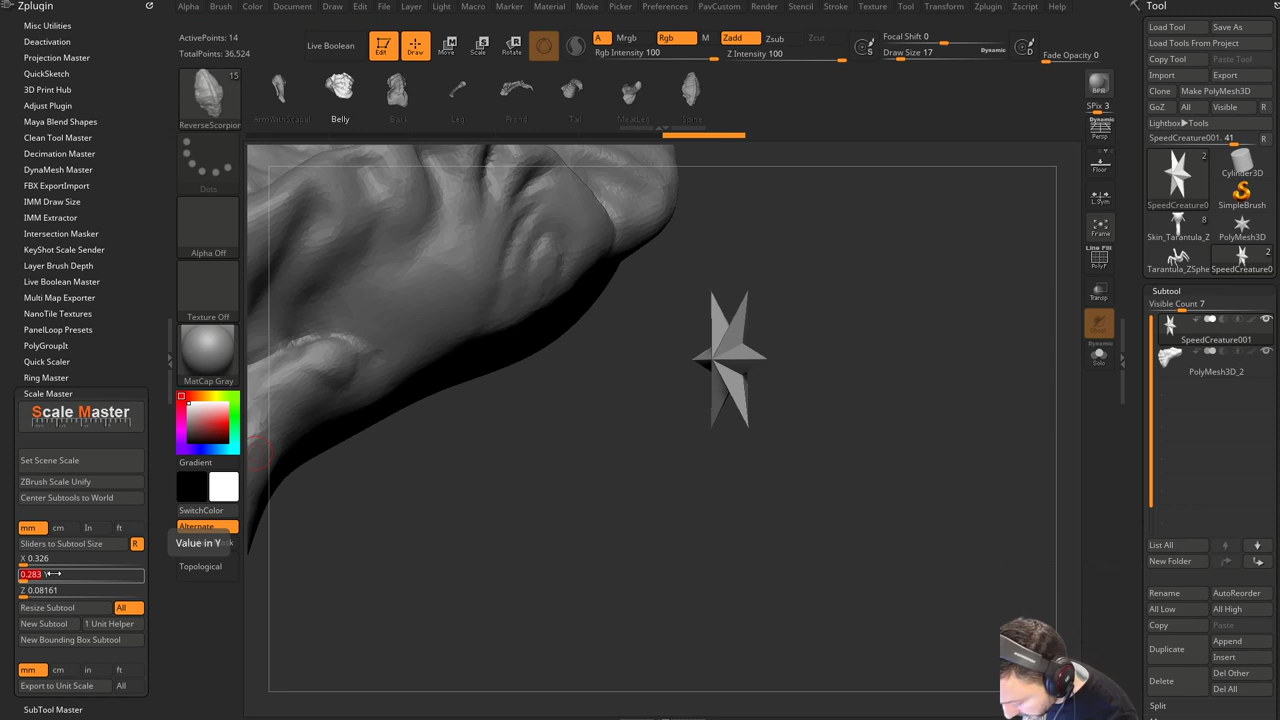 Zplugin
Alpha Brush Color Document Draw Edit File Layer Light Macro Marker Material Movie Picker Preferences PavCustom Render Stencil Stroke Texture Tool Transform Zplugin Zscript Help
Tool
Misc Utilities
Deactivation
Projection Master
QuickSketch
3D Print Hub
Adjust Plugin
Maya Blend Shapes
Clean Tool Master
Decimation Master
DynaMesh Master
FBX ExportImport
IMM Draw Size
IMM Extractor
Intersection Master
KeyShot Scale Sender
Layer Brush Depth
Live Boolean Master
Multi Map Exporter
NanoTile Textures
PanelLoop Presets
PolyGroupIt
Quick Scaler
Ring Master
Scale Master
Scale Master
Set Scene Scale
ZBrush Scale Unify
Center Subtools to World
mm cm In ft
Sliders to Subtool Size R
X 0.326
0.283
Z 0.08161
Resize Subtool All
New Subtool 1 Unit Helper
New Bounding Box Subtool
mm cm in ft
Export to Unit Scale All
SubTool Master
ActivePoints: 14
TotalPoints: 36,524
Live Boolean
Edit Draw Move Scale Rotate
A Mrgb Rgb M Zadd Zsub Zcut
Rgb Intensity 100 Z Intensity 100
S
Focal Shift 0
Draw Size 17
Dynamic
D
Fade Opacity 0
15
ReverseScorpion
Belly
Leg
Tail
MeatLeg
Spine
Dots
Alpha Off
Texture Off
MatCap Gray
Gradient
SwitchColor
Alternate
Value in Y
Topological
BPR
SPix 3
Dynamic
Persp
Floor
L.Sym
Frame
Line Fill
PolyF
Transp
Dynamic
Solo
Load Tool Save As
Load Tools From Project
Copy Tool Paste Tool
Import Export
Clone Make PolyMesh3D
GoZ All Visible R
Lightbox▶Tools
SpeedCreature001. 41 R
2
SpeedCreature0
Cylinder3D
SimpleBrush
8
Skin_Tarantula_Z
PolyMesh3D
2
Tarantula_ZSphe
SpeedCreature0
Subtool
Visible Count 7
SpeedCreature001
PolyMesh3D_2
List All
New Folder
Rename AutoReorder
All Low All High
Copy Paste
Duplicate
Append
Insert
Delete
Del Other
Del All
Split